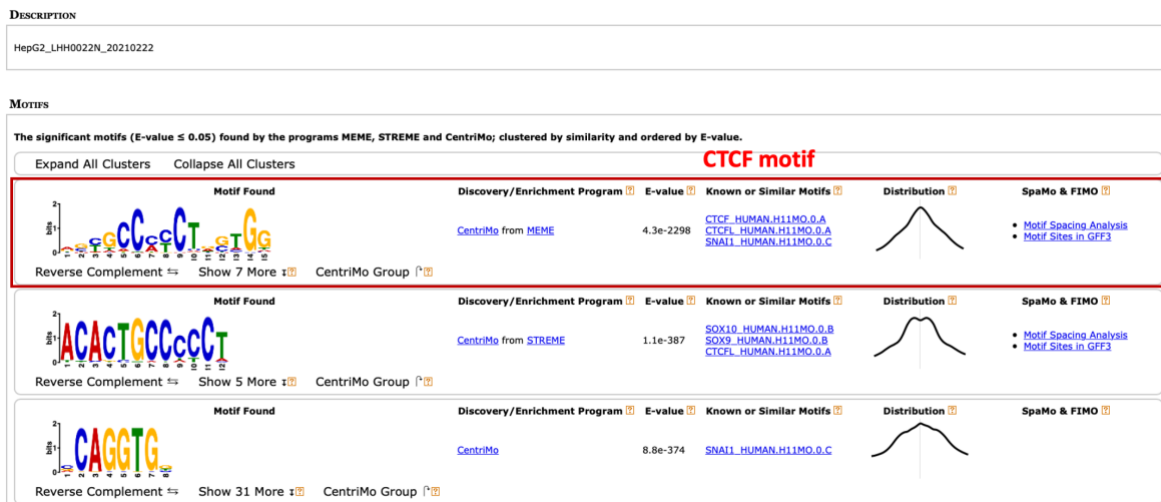 DESCRIPTION
HepG2_LHH0022N_20210222
MOTIFS
The significant motifs (E-value ≤ 0.05) found by the programs MEME, STREME and CentriMo; clustered by similarity and ordered by E-value.
Expand All Clusters Collapse All Clusters
CTCF motif
Motif Found Discovery/Enrichment Program ? E-value ? Known or Similar Motifs ? Distribution ? SpaMo & FIMO ?
CentriMo from MEME 4.3e-2298
CTCF_HUMAN.H11MO.0.A
CTCFL_HUMAN.H11MO.0.A
SNAI1_HUMAN.H11MO.0.C
• Motif Spacing Analysis
• Motif Sites in GFF3
Reverse Complement ⇆ Show 7 More ↧? CentriMo Group ↱?
Motif Found Discovery/Enrichment Program ? E-value ? Known or Similar Motifs ? Distribution ? SpaMo & FIMO ?
ACACTGCCCCCT
CentriMo from STREME 1.1e-387
SOX10_HUMAN.H11MO.0.B
SOX9_HUMAN.H11MO.0.B
CTCFL_HUMAN.H11MO.0.A
• Motif Spacing Analysis
• Motif Sites in GFF3
Reverse Complement ⇆ Show 5 More ↧? CentriMo Group ↱?
Motif Found Discovery/Enrichment Program ? E-value ? Known or Similar Motifs ? Distribution ? SpaMo & FIMO ?
CAGGTG
CentriMo 8.8e-374 SNAI1_HUMAN.H11MO.0.C
Reverse Complement ⇆ Show 31 More ↧? CentriMo Group ↱?